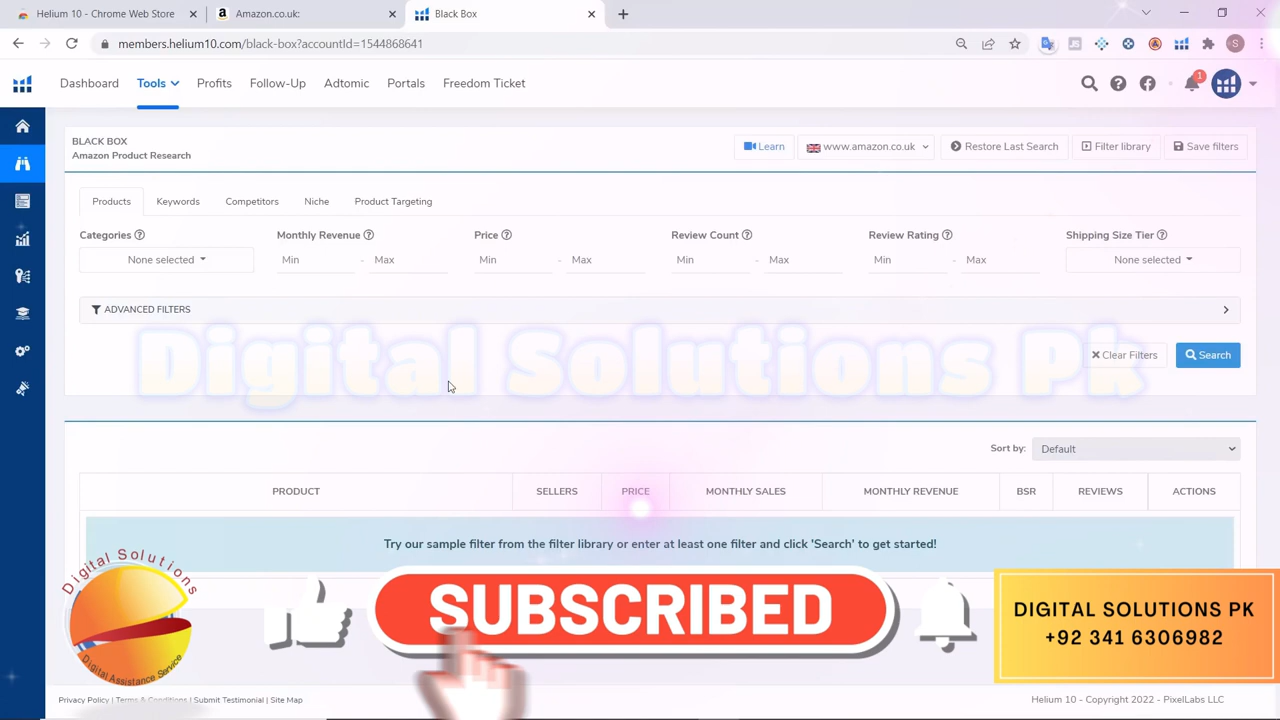 Helium 10 - Chrome Web Store
Amazon.co.uk:
Black Box
members.helium10.com/black-box?accountId=1544868641
S
Dashboard
Tools
Profits
Follow-Up
Adtomic
Portals
Freedom Ticket
1
BLACK BOX
Amazon Product Research
Learn
www.amazon.co.uk
Restore Last Search
Filter library
Save filters
Products
Keywords
Competitors
Niche
Product Targeting
Categories
Monthly Revenue
Price
Review Count
Review Rating
Shipping Size Tier
None selected
Min - Max
Min - Max
Min - Max
Min - Max
None selected
ADVANCED FILTERS
Digital Solutions Pk
Clear Filters
Search
Sort by:
Default
PRODUCT
SELLERS
PRICE
MONTHLY SALES
MONTHLY REVENUE
BSR
REVIEWS
ACTIONS
Try our sample filter from the filter library or enter at least one filter and click 'Search' to get started!
Digital Solutions
Digital Assistance Service
SUBSCRIBED
DIGITAL SOLUTIONS PK
+92 341 6306982
Privacy Policy | Terms & Conditions | Submit Testimonial | Site Map
Helium 10 - Copyright 2022 - PixelLabs LLC